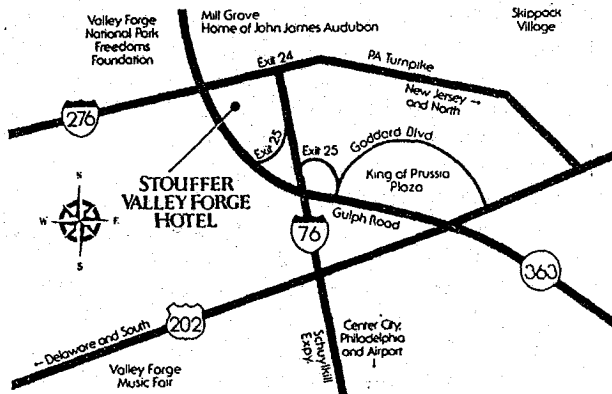 Valley Forge
National Park
Freedoms
Foundation
Mill Grove
Home of John James Audubon
Skippack
Village
Exit 24
PA Turnpike
New Jersey →
and North
276
Exit 25
Exit 25
Goddard Blvd.
King of Prussia
Plaza
STOUFFER
VALLEY FORGE
HOTEL
N
W
E
S
76
Gulph Road
363
202
← Delaware and South
Schuylkill
Expy.
Center City,
Philadelphia
and Airport
↓
Valley Forge
Music Fair